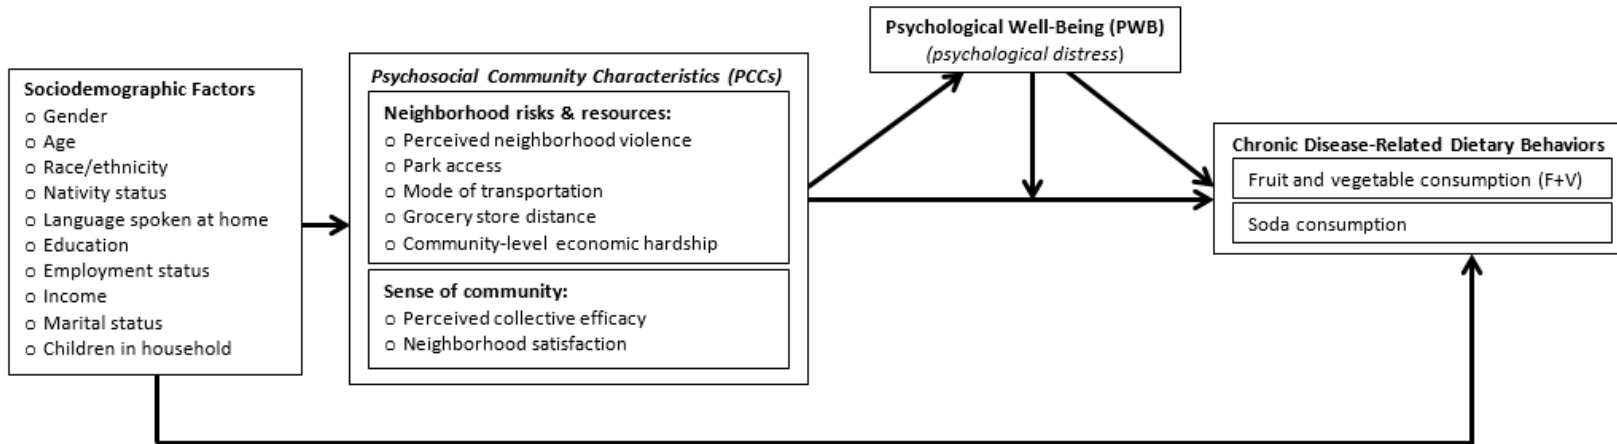 Sociodemographic Factors
o Gender
o Age
o Race/ethnicity
o Nativity status
o Language spoken at home
o Education
o Employment status
o Income
o Marital status
o Children in household
Psychosocial Community Characteristics (PCCs)
Neighborhood risks & resources:
o Perceived neighborhood violence
o Park access
o Mode of transportation
o Grocery store distance
o Community-level economic hardship
Sense of community:
o Perceived collective efficacy
o Neighborhood satisfaction
Psychological Well-Being (PWB)
(psychological distress)
Chronic Disease-Related Dietary Behaviors
Fruit and vegetable consumption (F+V)
Soda consumption